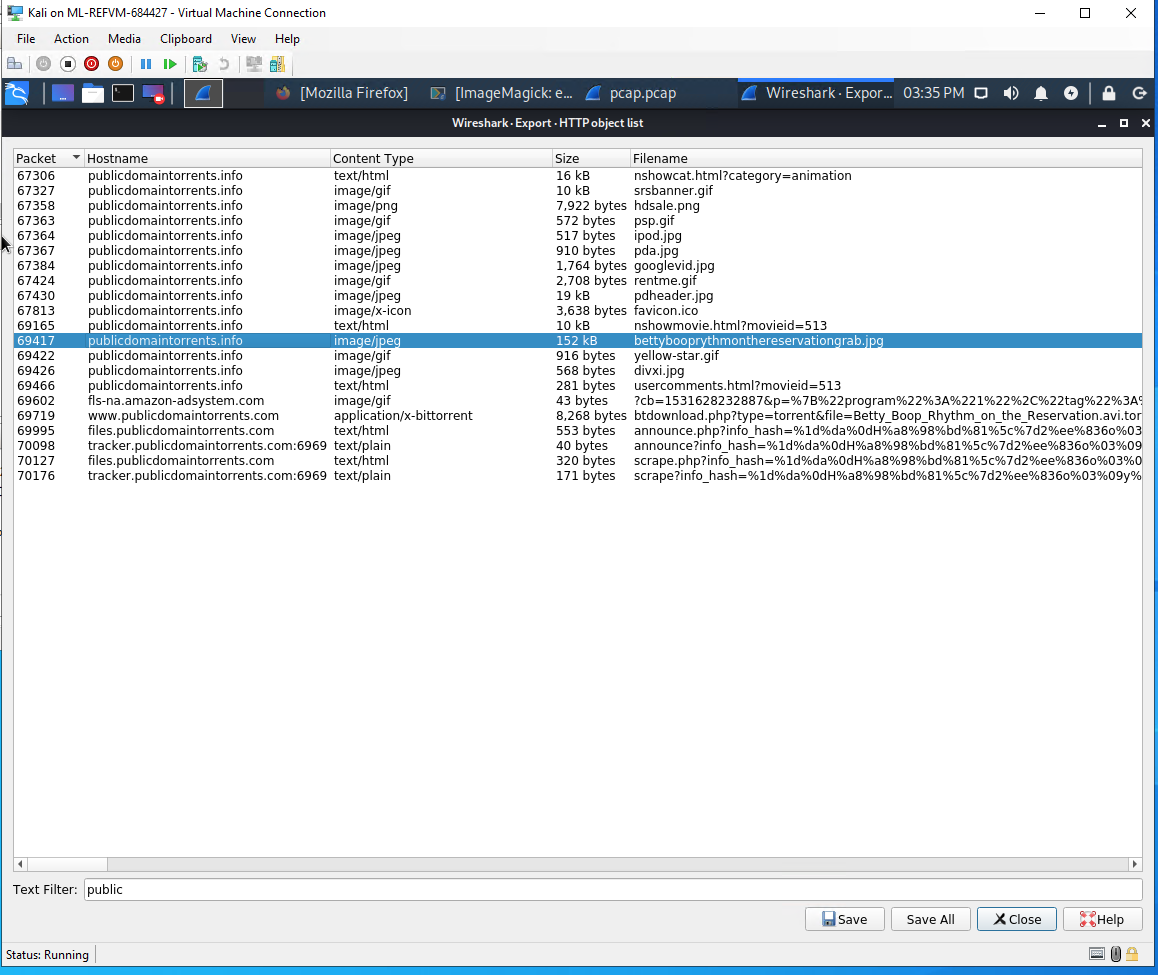 Kali on ML-REFVM-684427 - Virtual Machine Connection
File Action Media Clipboard View Help
[Mozilla Firefox] [ImageMagick: e... pcap.pcap Wireshark · Expor... 03:35 PM
Wireshark · Export · HTTP object list
Packet Hostname Content Type Size Filename
67306 publicdomaintorrents.info text/html 16 kB nshowcat.html?category=animation
67327 publicdomaintorrents.info image/gif 10 kB srsbanner.gif
67358 publicdomaintorrents.info image/png 7,922 bytes hdsale.png
67363 publicdomaintorrents.info image/gif 572 bytes psp.gif
67364 publicdomaintorrents.info image/jpeg 517 bytes ipod.jpg
67367 publicdomaintorrents.info image/jpeg 910 bytes pda.jpg
67384 publicdomaintorrents.info image/jpeg 1,764 bytes googlevid.jpg
67424 publicdomaintorrents.info image/gif 2,708 bytes rentme.gif
67430 publicdomaintorrents.info image/jpeg 19 kB pdheader.jpg
67813 publicdomaintorrents.info image/x-icon 3,638 bytes favicon.ico
69165 publicdomaintorrents.info text/html 10 kB nshowmovie.html?movieid=513
69417 publicdomaintorrents.info image/jpeg 152 kB bettybooprythmonthereservationgrab.jpg
69422 publicdomaintorrents.info image/gif 916 bytes yellow-star.gif
69426 publicdomaintorrents.info image/jpeg 568 bytes divxi.jpg
69466 publicdomaintorrents.info text/html 281 bytes usercomments.html?movieid=513
69602 fls-na.amazon-adsystem.com image/gif 43 bytes ?cb=1531628232887&p=%7B%22program%22%3A%221%22%2C%22tag%22%3A%
69719 www.publicdomaintorrents.com application/x-bittorrent 8,268 bytes btdownload.php?type=torrent&file=Betty_Boop_Rhythm_on_the_Reservation.avi.tor
69995 files.publicdomaintorrents.com text/html 553 bytes announce.php?info_hash=%1d%da%0dH%a8%98%bd%81%5c%7d2%ee%836o%03
70098 tracker.publicdomaintorrents.com:6969 text/plain 40 bytes announce?info_hash=%1d%da%0dH%a8%98%bd%81%5c%7d2%ee%836o%03%09
70127 files.publicdomaintorrents.com text/html 320 bytes scrape.php?info_hash=%1d%da%0dH%a8%98%bd%81%5c%7d2%ee%836o%03%0
70176 tracker.publicdomaintorrents.com:6969 text/plain 171 bytes scrape?info_hash=%1d%da%0dH%a8%98%bd%81%5c%7d2%ee%836o%03%09y%
Text Filter: public
Save Save All Close Help
Status: Running